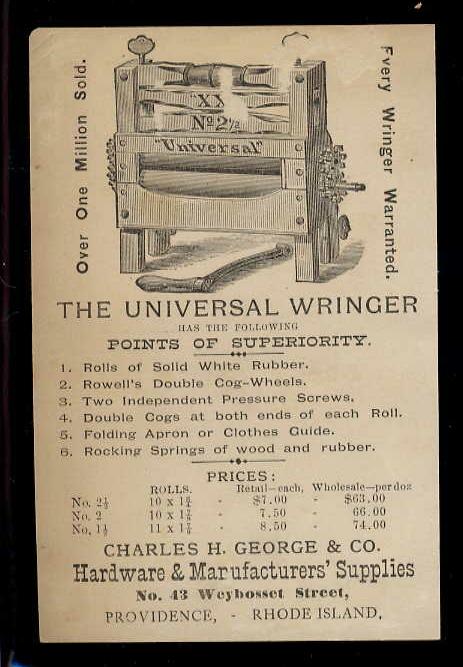 Over One Million Sold.
Every Wringer Warranted.
"XX
No 2½
"Universal"
THE UNIVERSAL WRINGER
HAS THE FOLLOWING
POINTS OF SUPERIORITY.
1. Rolls of Solid White Rubber.
2. Rowell's Double Cog-Wheels.
3. Two Independent Pressure Screws.
4. Double Cogs at both ends of each Roll.
5. Folding Apron or Clothes Guide.
6. Rocking Springs of wood and rubber.
PRICES:
ROLLS. Retail—each, Wholesale—per doz
No. 2½ 10 x 1¾ - $7.00 - $63.00
No. 2 10 x 1⅞ - 7.50 - 66.00
No. 1½ 11 x 1⅞ - 8.50 - 74.00
CHARLES H. GEORGE & CO.
Hardware & Manufacturers' Supplies
No. 43 Weybosset Street,
PROVIDENCE, - RHODE ISLAND.